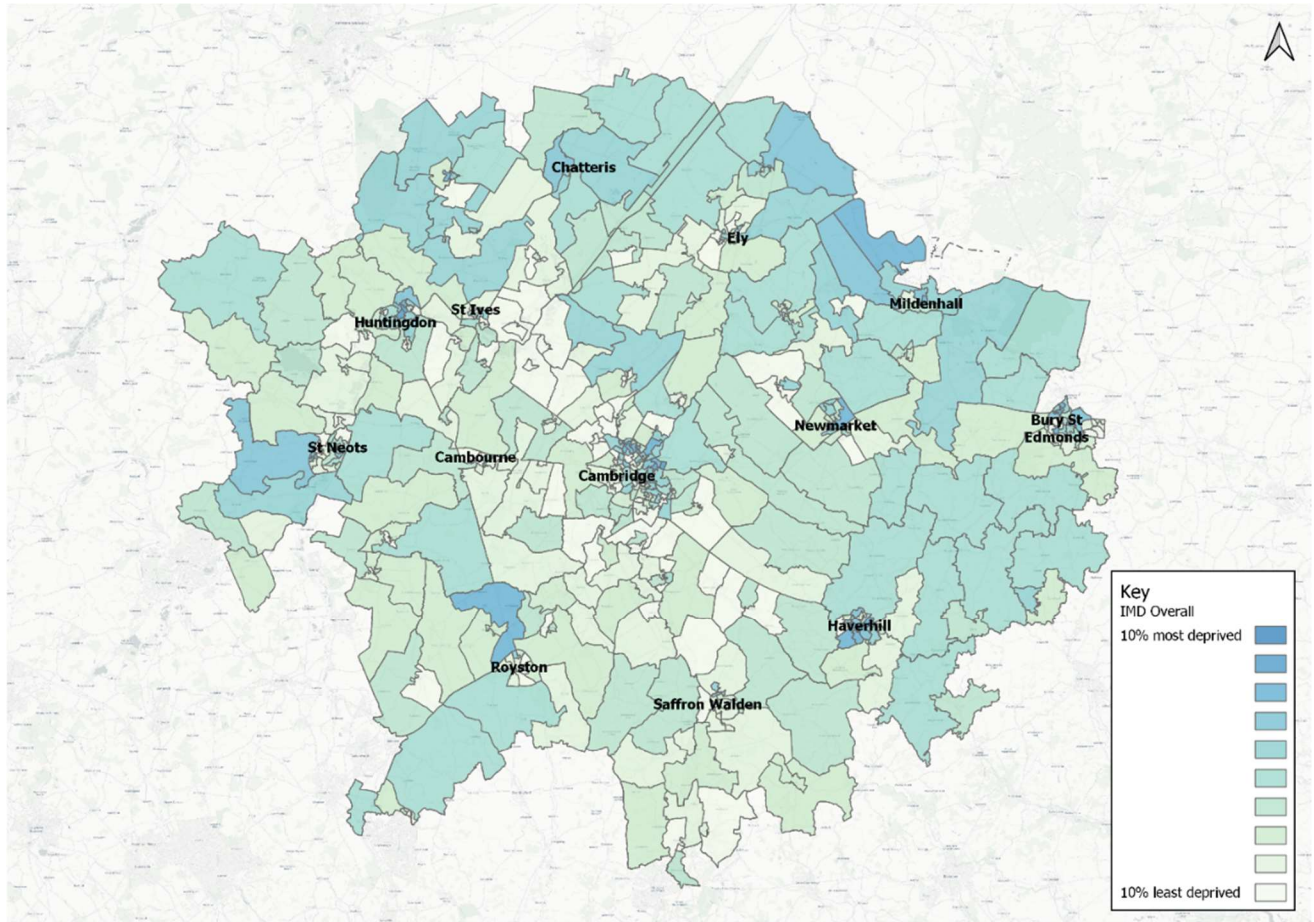 Chatteris
Ely
Mildenhall
St Ives
Huntingdon
Newmarket
Bury St
Edmonds
St Neots
Cambourne
Cambridge
Haverhill
Royston
Saffron Walden
Key
IMD Overall
10% most deprived
10% least deprived